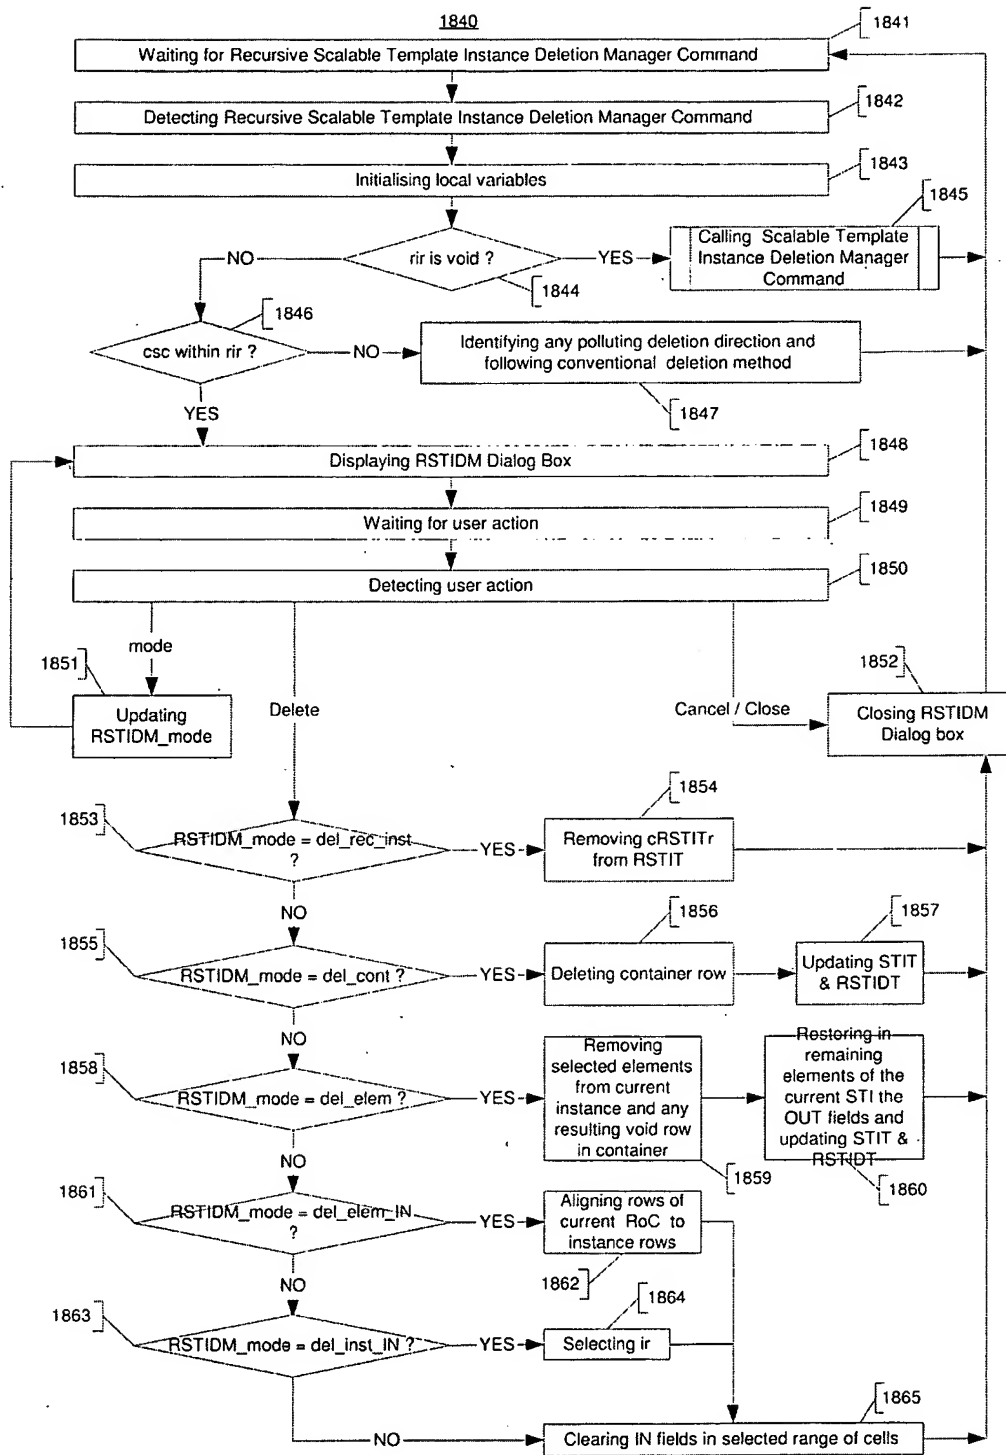 1840
1841
Waiting for Recursive Scalable Template Instance Deletion Manager Command
1842
Detecting Recursive Scalable Template Instance Deletion Manager Command
1843
Initialising local variables
1845
NO
rir is void ?
YES
Calling Scalable Template
Instance Deletion Manager
Command
1844
1846
csc within rir ?
NO
Identifying any polluting deletion direction and
following conventional deletion method
YES
1847
1848
Displaying RSTIDM Dialog Box
1849
Waiting for user action
1850
Detecting user action
mode
1851
Updating
RSTIDM_mode
Delete
Cancel / Close
1852
Closing RSTIDM
Dialog box
1854
1853
RSTIDM_mode = del_rec_inst
?
YES
Removing cRSTITr
from RSTIT
NO
1856
1857
1855
RSTIDM_mode = del_cont ?
YES
Deleting container row
Updating STIT
& RSTIDT
NO
1858
RSTIDM_mode = del_elem ?
YES
Removing
selected elements
from current
instance and any
resulting void row
in container
Restoring in
remaining
elements of the
current STI the
OUT fields and
updating STIT &
RSTIDT
NO
1859
1860
1861
RSTIDM_mode = del_elem_IN
?
YES
Aligning rows of
current RoC to
instance rows
NO
1862
1864
1863
RSTIDM_mode = del_inst_IN ?
YES
Selecting ir
1865
NO
Clearing IN fields in selected range of cells